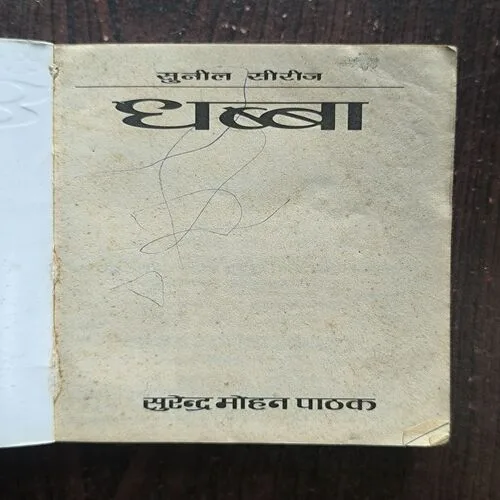 सुनील सीरीज
धब्बा
सुरेन्द्र मोहन पाठक